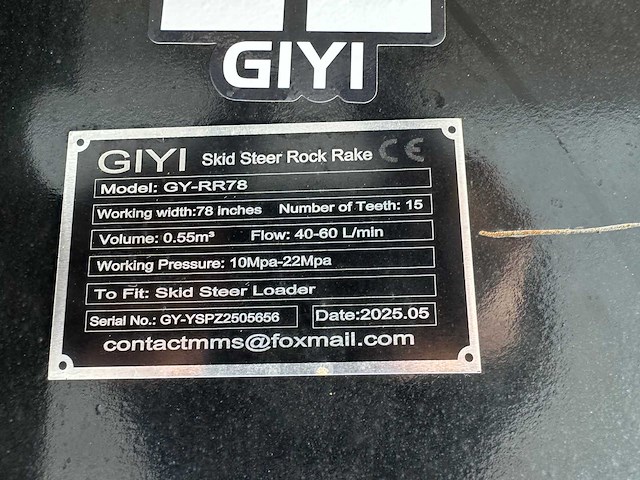 GIYI
GIYI Skid Steer Rock Rake CE
Model: GY-RR78
Working width:78 inches Number of Teeth: 15
Volume: 0.55m³ Flow: 40-60 L/min
Working Pressure: 10Mpa-22Mpa
To Fit: Skid Steer Loader
Serial No.: GY-YSPZ2505656 Date:2025.05
contactmms@foxmail.com